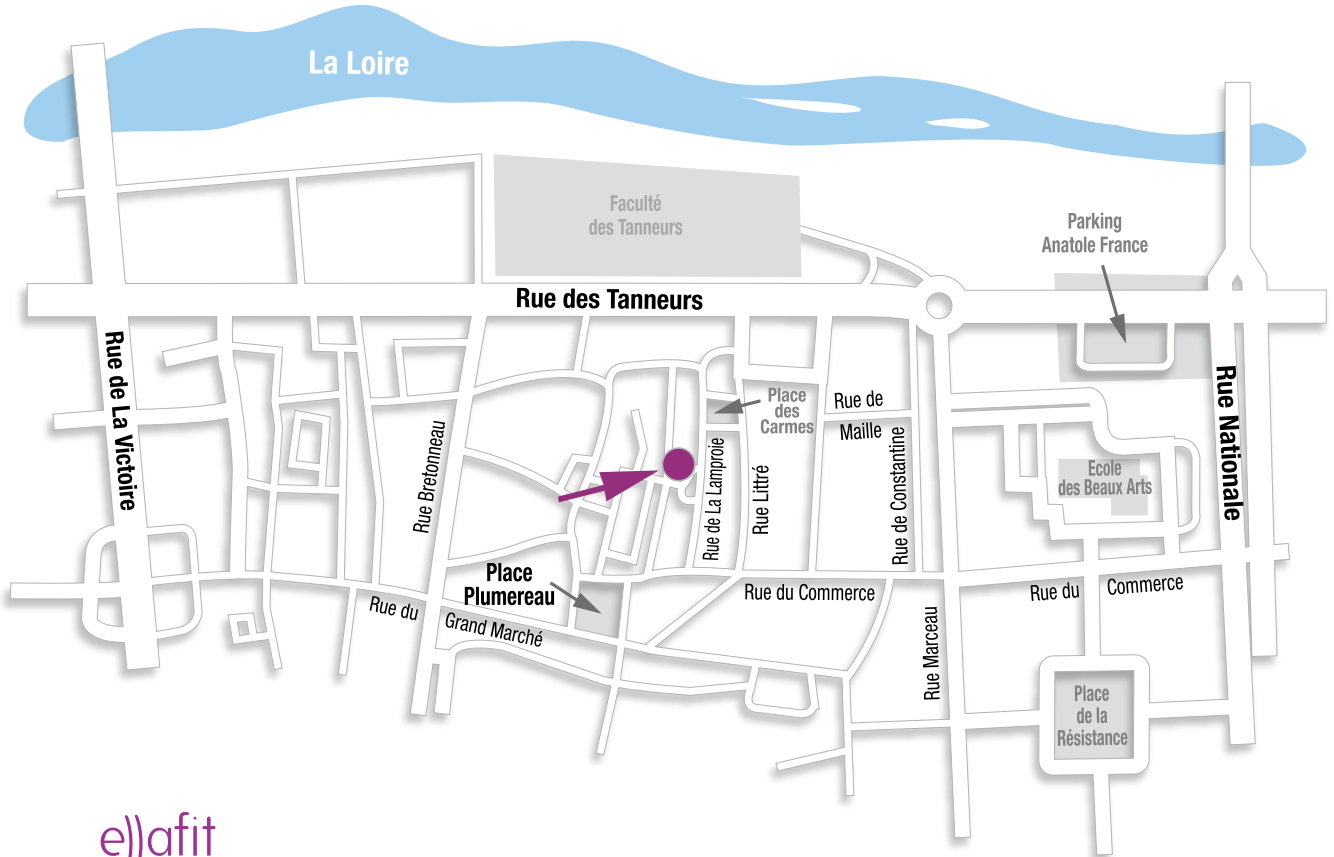 La Loire
Faculté
des Tanneurs
Parking
Anatole France
Rue des Tanneurs
Rue de La Victoire
Rue Bretonneau
Place
des
Carmes
Rue de
Maille
Rue de La Lamproie
Rue Littré
Rue de Constantine
Ecole
des Beaux Arts
Rue Nationale
Place
Plumereau
Rue du
Grand Marché
Rue du Commerce
Rue Marceau
Rue du
Commerce
Place
de la
Résistance
ellafit